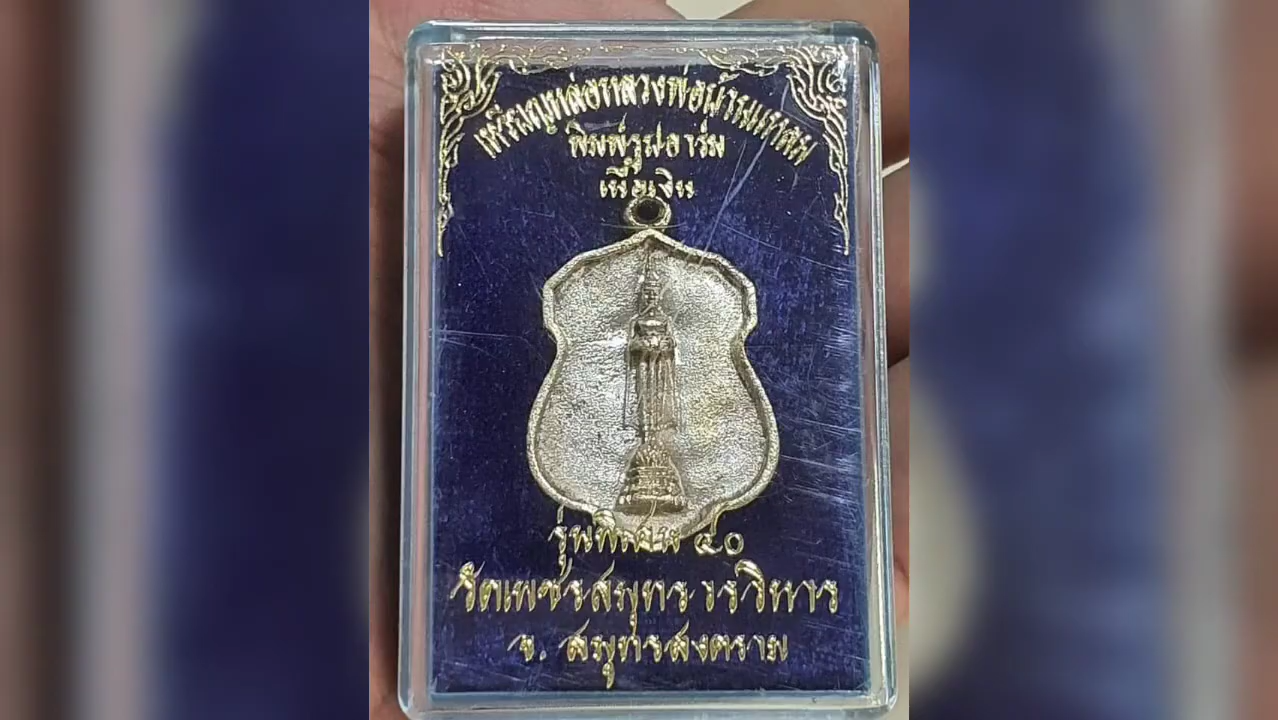 เหรียญหล่อหลวงพ่อบ้านแหลม
พิมพ์รูปอาร์ม
เนื้อเงิน
รุ่นพิเศษ ๔๐
วัดเพชรสมุทร วรวิหาร
จ. สมุทรสงคราม